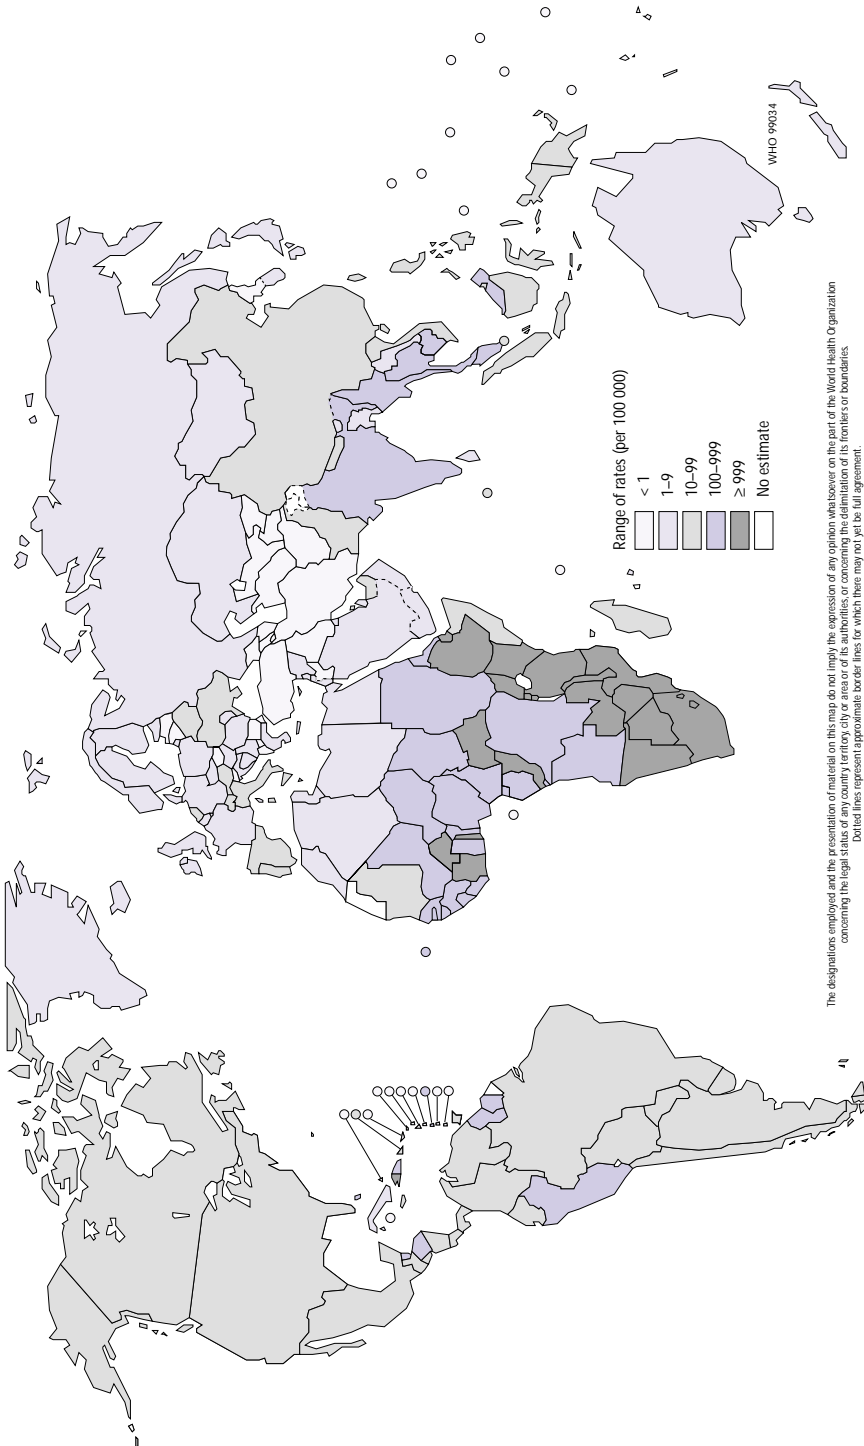 WHO 99034
Range of rates (per 100 000)
< 1
1–9
10–99
100–999
≥ 999
No estimate
The designations employed and the presentation of material on this map do not imply the expression of any opinion whatsoever on the part of the World Health Organization
concerning the legal status of any country, territory, city or area or of its authorities, or concerning the delimitation of its frontiers or boundaries.
Dotted lines represent approximate border lines for which there may not yet be full agreement.